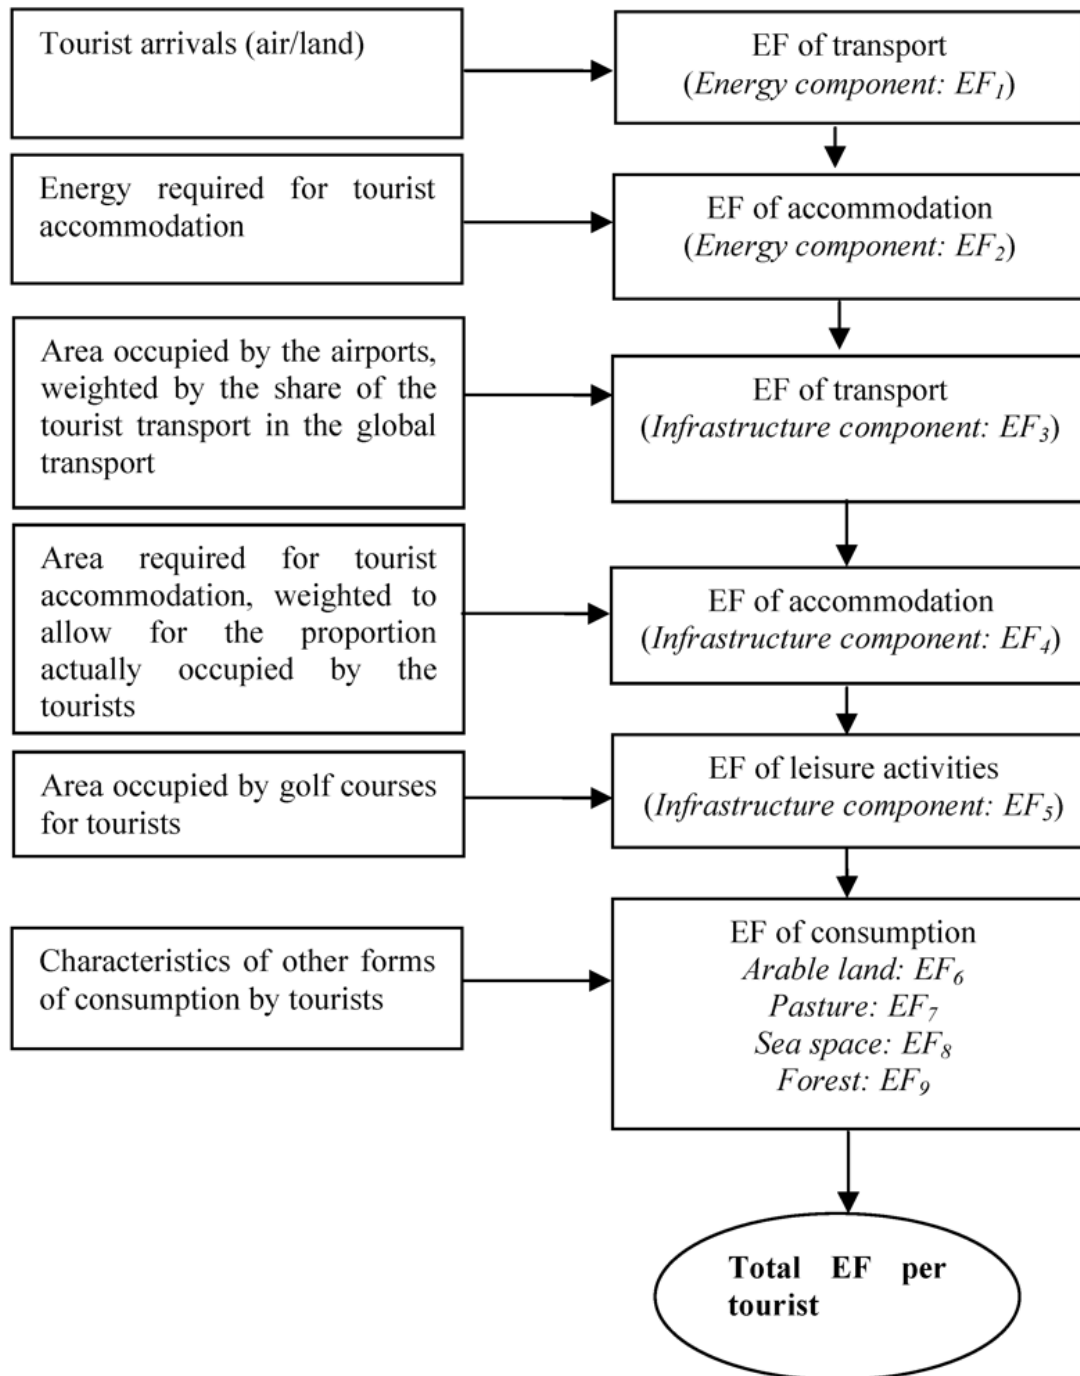 Tourist arrivals (air/land)
EF of transport
(Energy component: EF₁)
Energy required for tourist
accommodation
EF of accommodation
(Energy component: EF₂)
Area occupied by the airports,
weighted by the share of the
tourist transport in the global
transport
EF of transport
(Infrastructure component: EF₃)
Area required for tourist
accommodation, weighted to
allow for the proportion
actually occupied by the
tourists
EF of accommodation
(Infrastructure component: EF₄)
Area occupied by golf courses
for tourists
EF of leisure activities
(Infrastructure component: EF₅)
Characteristics of other forms
of consumption by tourists
EF of consumption
Arable land: EF₆
Pasture: EF₇
Sea space: EF₈
Forest: EF₉
Total EF per
tourist